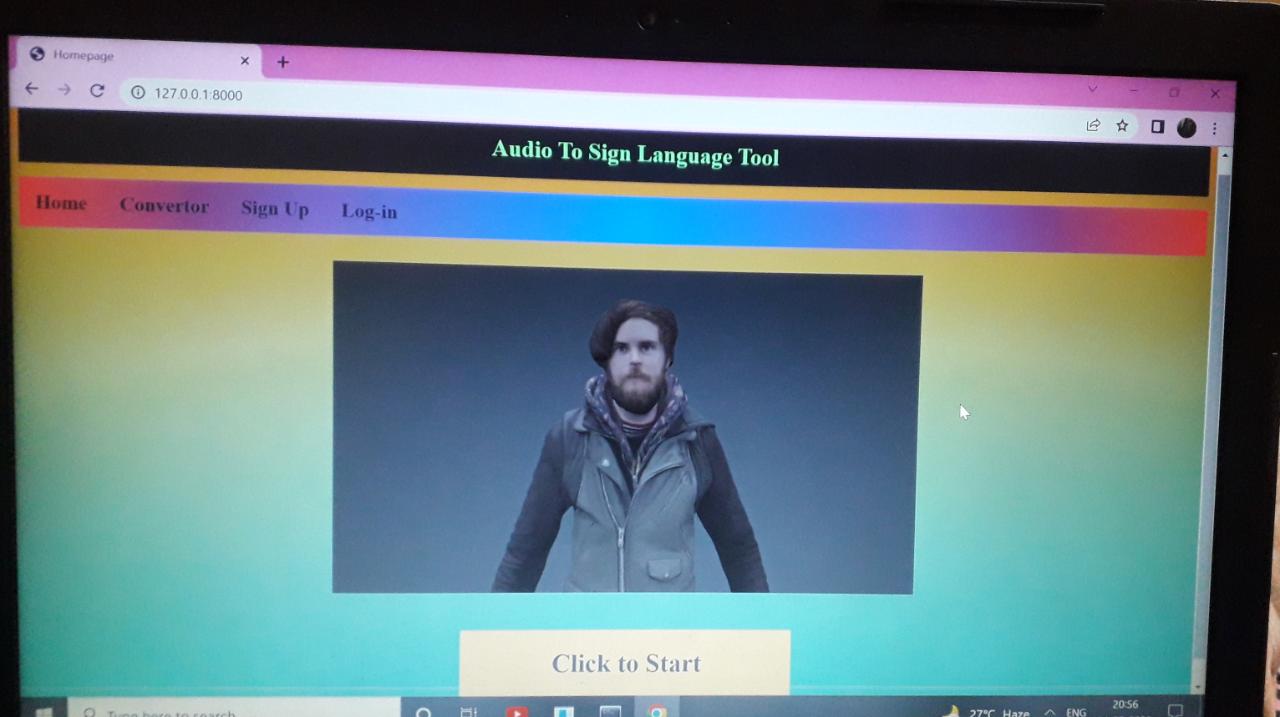 Homepage
127.0.0.1:8000
Audio To Sign Language Tool
Home Convertor Sign Up Log-in
Click to Start
Type here to search
27°C Haze ENG
20:56